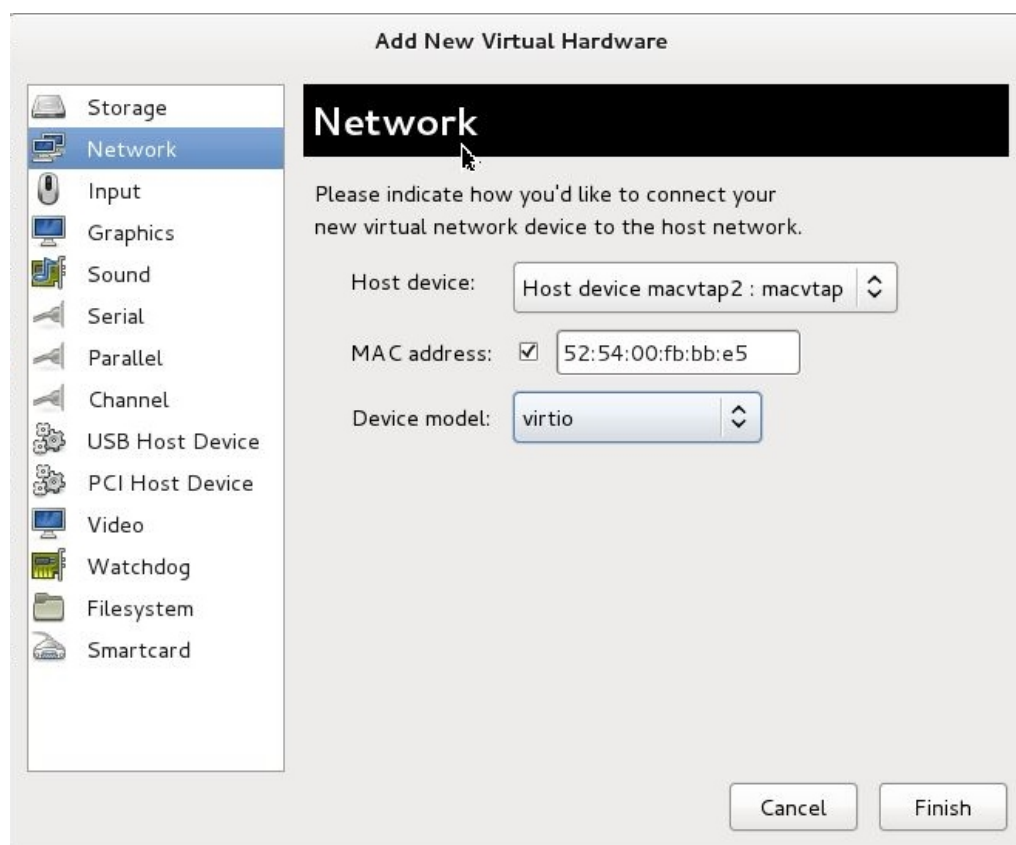 Add New Virtual Hardware
Storage
Network
Input
Graphics
Sound
Serial
Parallel
Channel
USB Host Device
PCI Host Device
Video
Watchdog
Filesystem
Smartcard
Network
Please indicate how you'd like to connect your
new virtual network device to the host network.
Host device: Host device macvtap2 : macvtap
MAC address: 52:54:00:fb:bb:e5
Device model: virtio
Cancel Finish